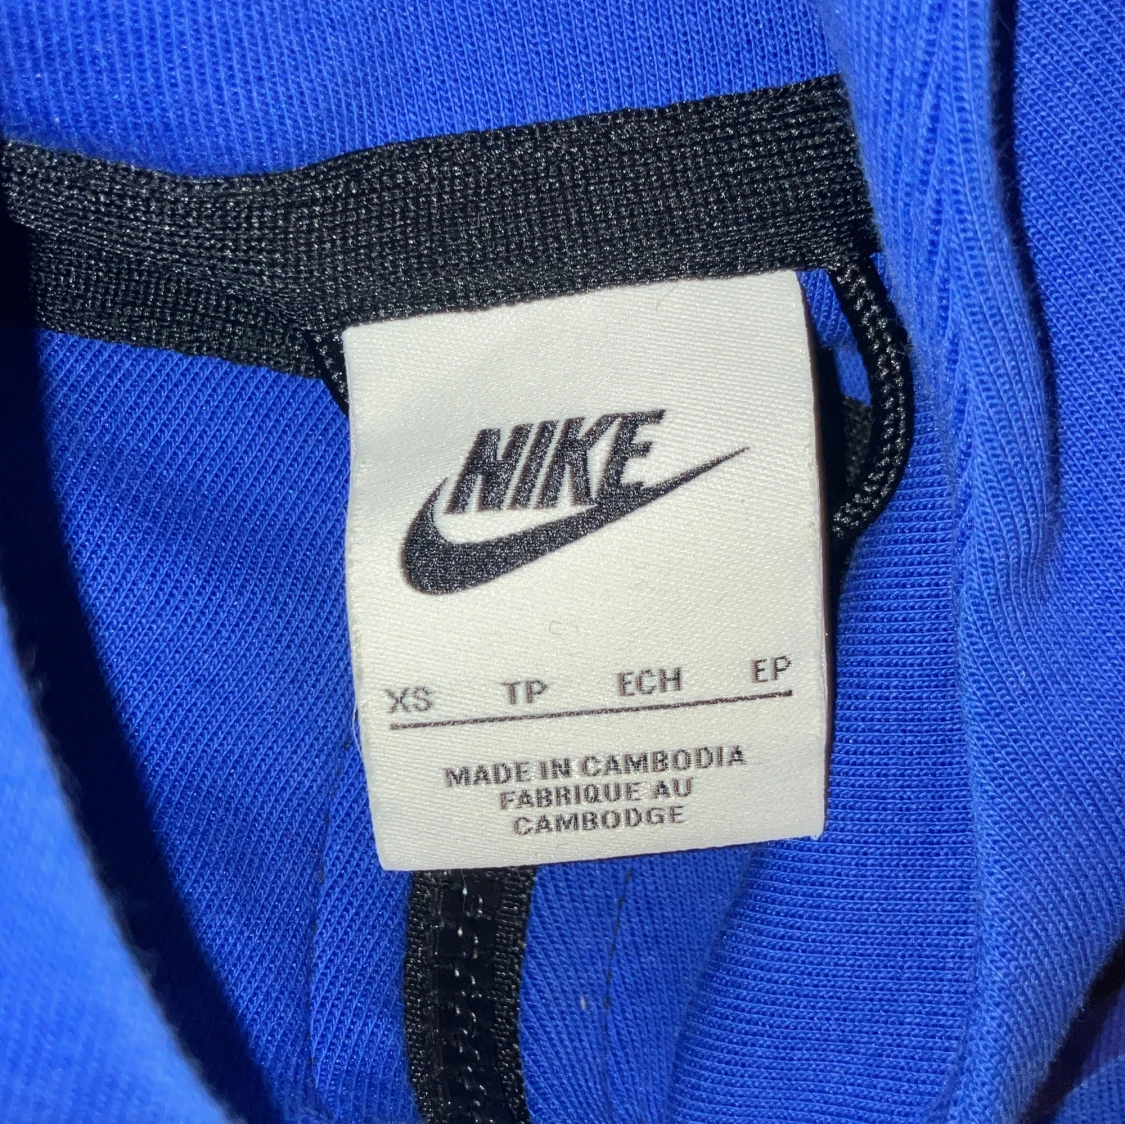 NIKE
XS TP ECH EP
MADE IN CAMBODIA
FABRIQUE AU
CAMBODGE